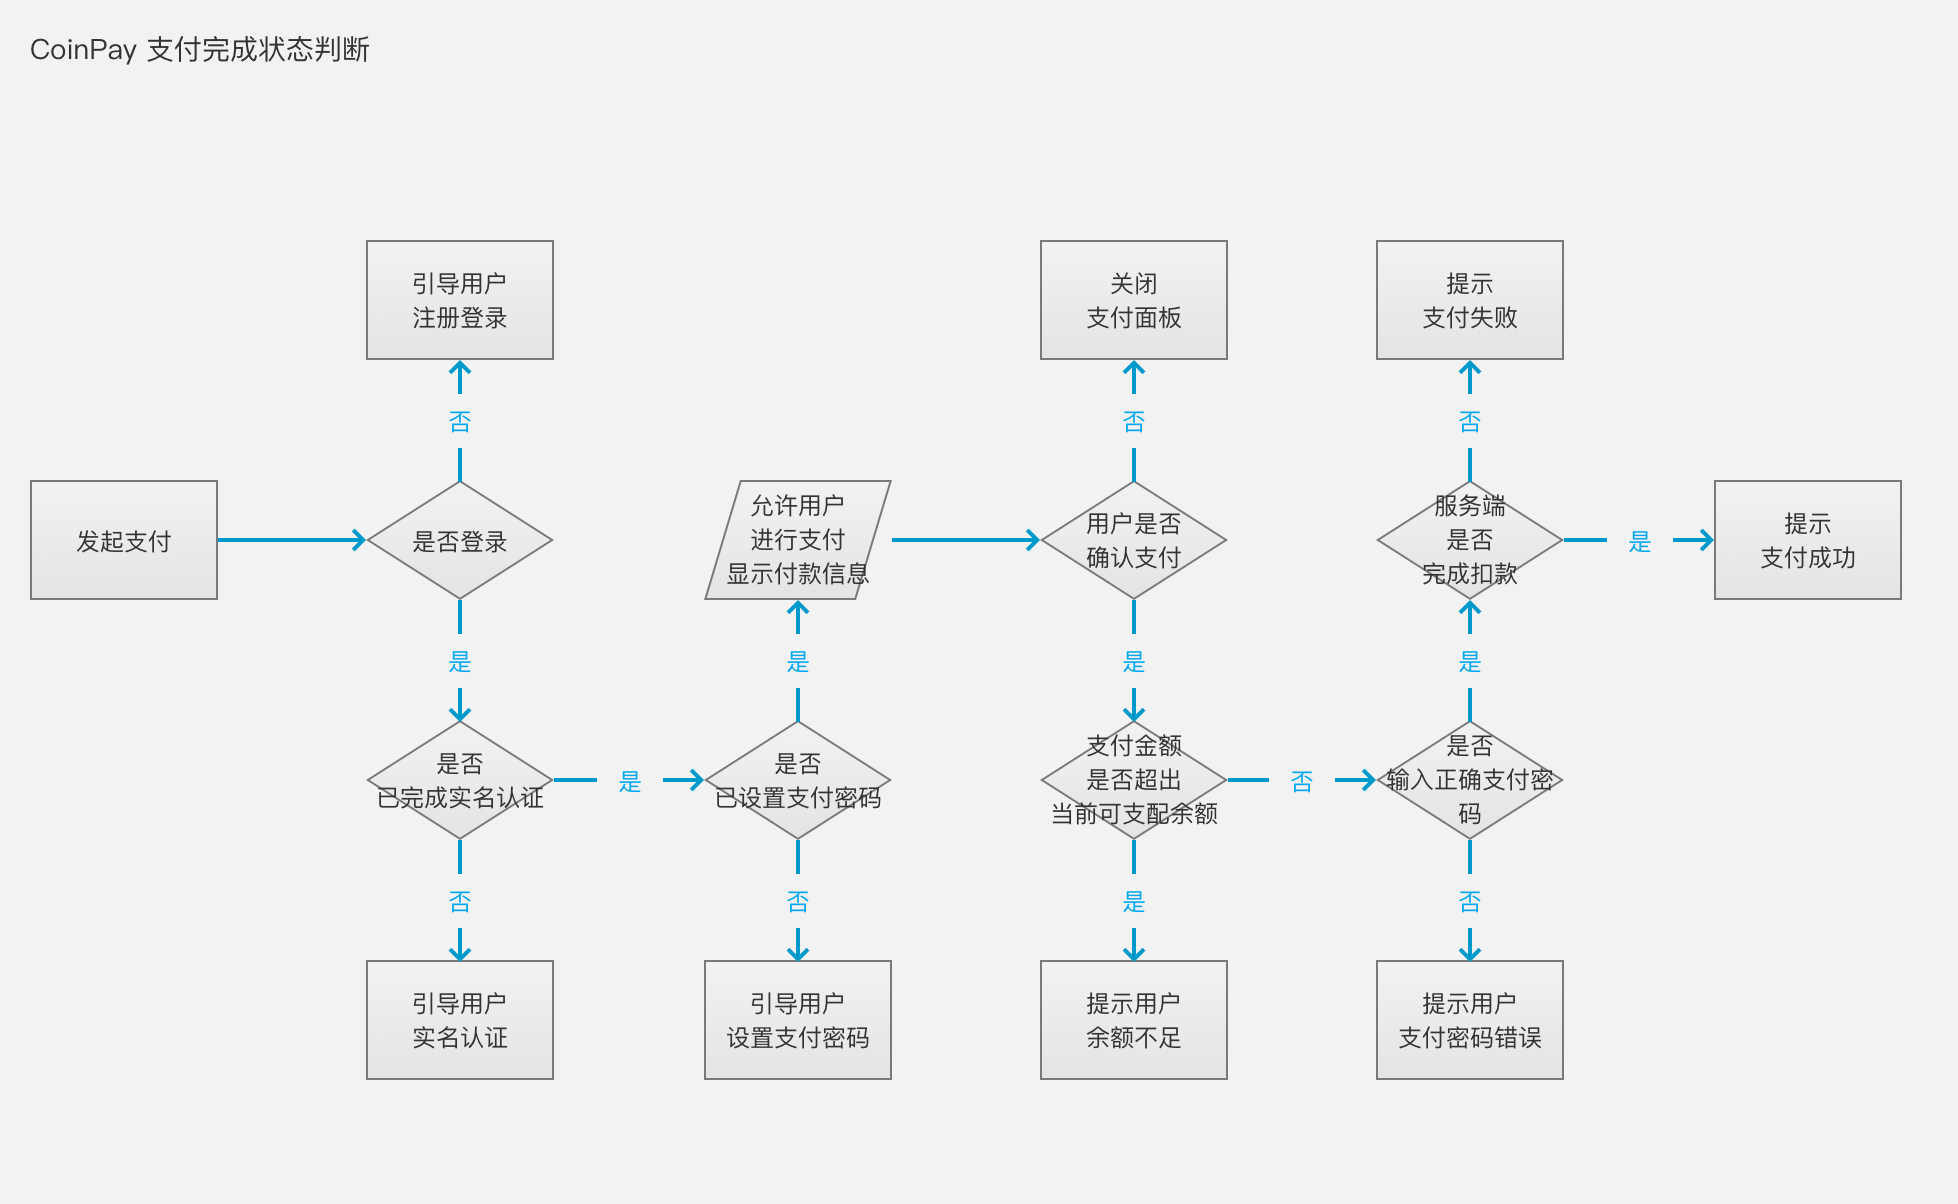 CoinPay 支付完成状态判断
引导用户
注册登录
关闭
支付面板
提示
支付失败
否
否
否
发起支付
是否登录
允许用户
进行支付
显示付款信息
用户是否
确认支付
服务端
是否
完成扣款
是
提示
支付成功
是
是
是
是
是否
已完成实名认证
是
是否
已设置支付密码
支付金额
是否超出
当前可支配余额
否
是否
输入正确支付密
码
否
否
是
否
引导用户
实名认证
引导用户
设置支付密码
提示用户
余额不足
提示用户
支付密码错误